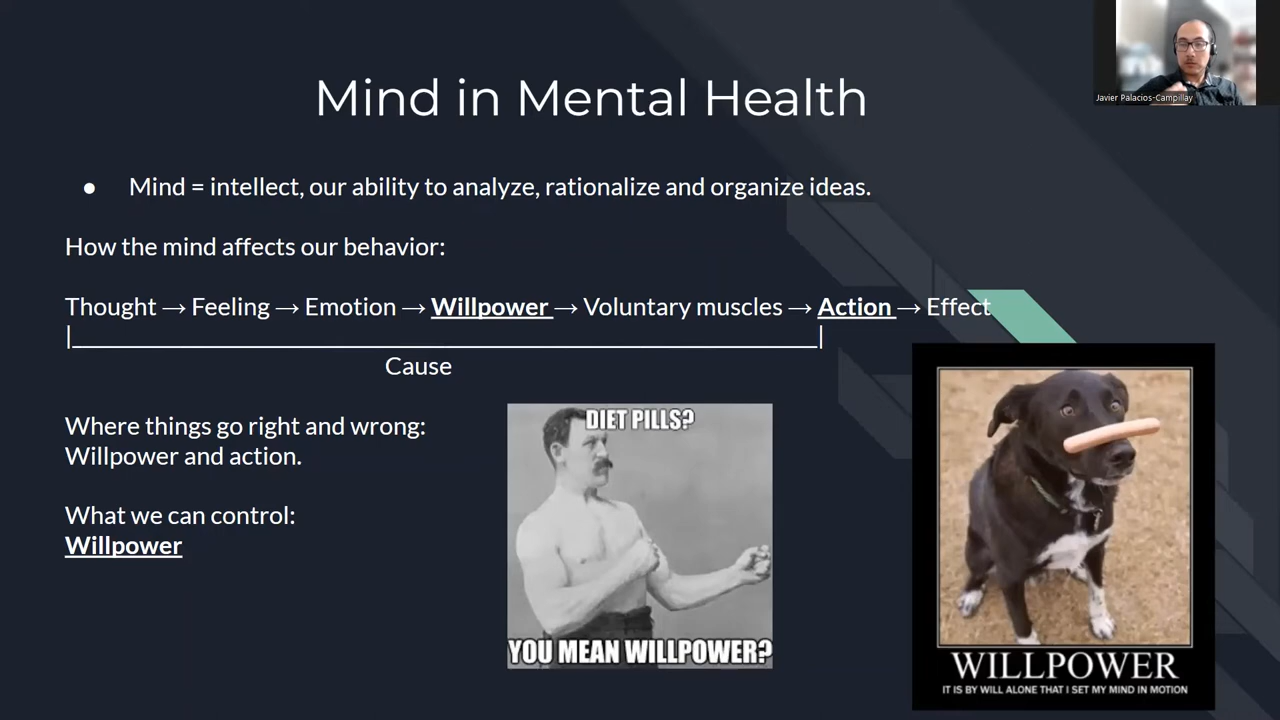 Mind in Mental Health
Javier Palacios-Campillay
● Mind = intellect, our ability to analyze, rationalize and organize ideas.
How the mind affects our behavior:
Thought → Feeling → Emotion → Willpower → Voluntary muscles → Action → Effect
|______________________________________________________________|
Cause
Where things go right and wrong:
Willpower and action.
What we can control:
Willpower
DIET PILLS?
YOU MEAN WILLPOWER?
WILLPOWER
IT IS BY WILL ALONE THAT I SET MY MIND IN MOTION